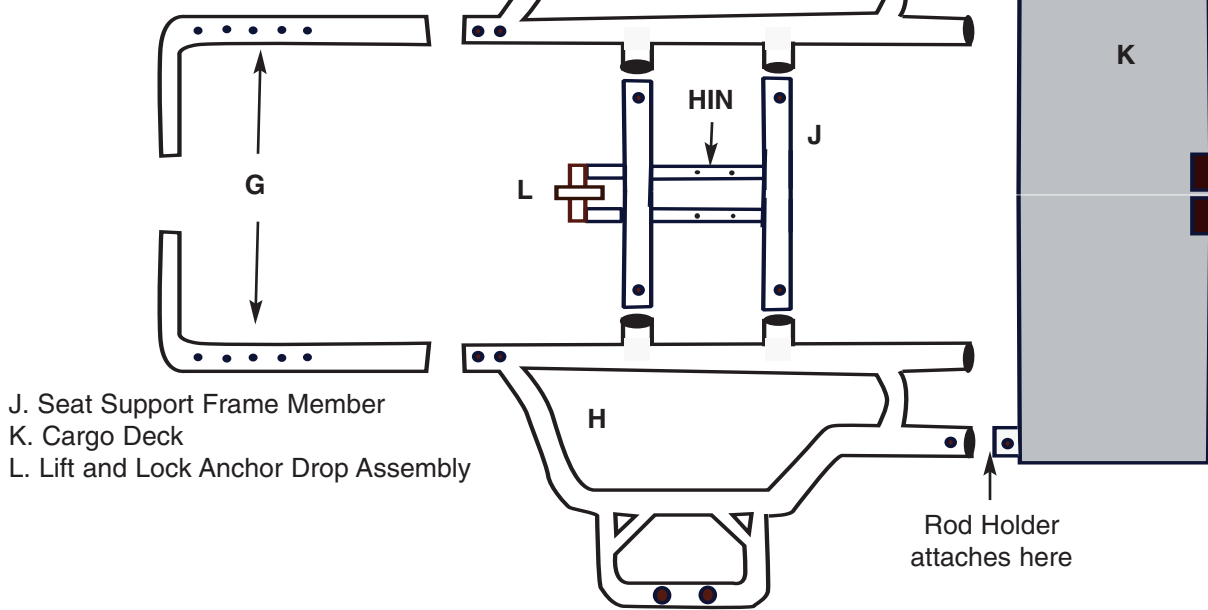 K
HIN
J
G
L
J. Seat Support Frame Member
K. Cargo Deck
L. Lift and Lock Anchor Drop Assembly
H
Rod Holder
attaches here